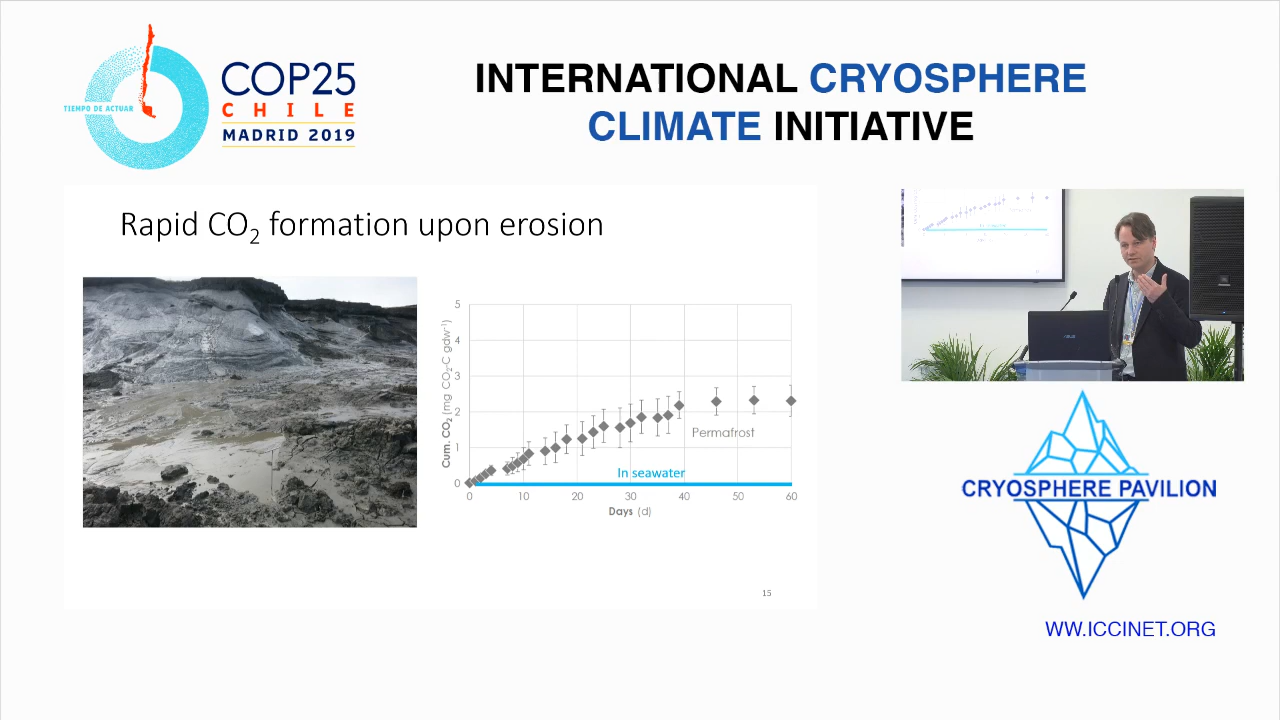 TIEMPO DE ACTUAR
COP25
CHILE
MADRID 2019
INTERNATIONAL CRYOSPHERE
CLIMATE INITIATIVE
Rapid CO₂ formation upon erosion
Cum. CO₂ (mg CO₂-C gdw⁻¹)
5
4
3
2
1
0
Permafrost
In seawater
0 10 20 30 40 50 60
Days (d)
15
CRYOSPHERE PAVILION
WW.ICCINET.ORG